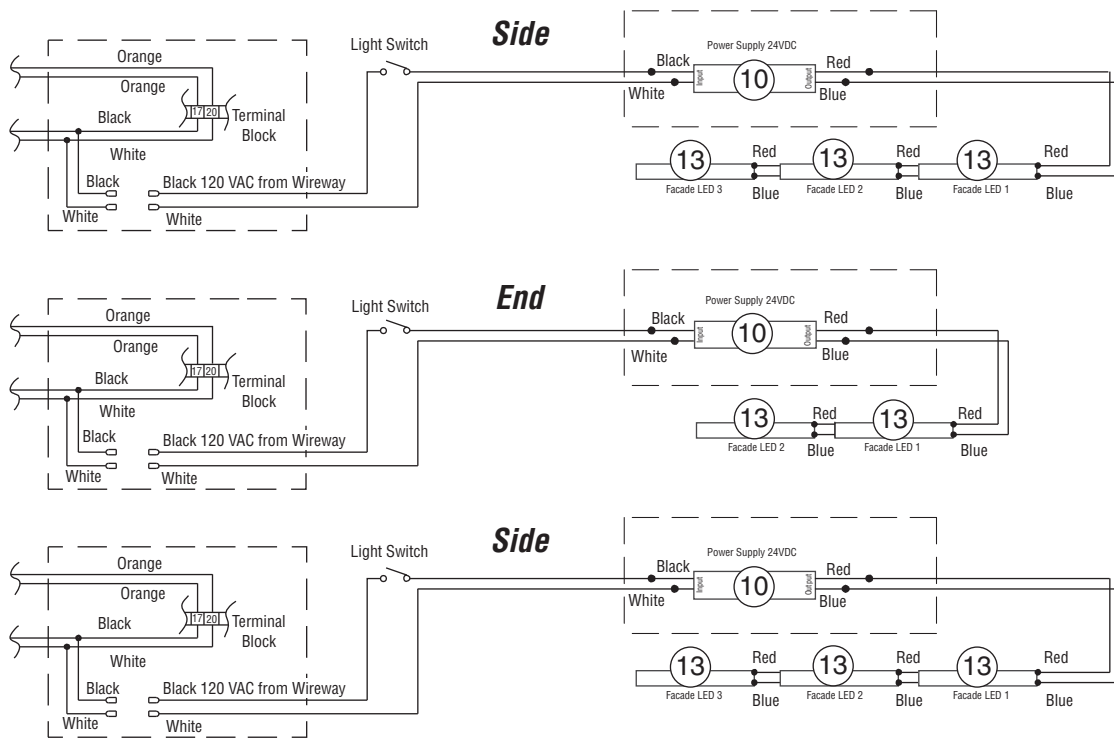 Side
Orange
Orange
Black
White
17 20
Terminal
Block
Black
White
Black 120 VAC from Wireway
White
Light Switch
Black
White
Power Supply 24VDC
Input
10
Output
Red
Blue
13
Facade LED 3
Red
Blue
13
Facade LED 2
Red
Blue
13
Facade LED 1
Red
Blue
End
Orange
Orange
Black
White
17 20
Terminal
Block
Black
White
Black 120 VAC from Wireway
White
Light Switch
Black
White
Power Supply 24VDC
Input
10
Output
Red
Blue
13
Facade LED 2
Red
Blue
13
Facade LED 1
Red
Blue
Side
Orange
Orange
Black
White
17 20
Terminal
Block
Black
White
Black 120 VAC from Wireway
White
Light Switch
Black
White
Power Supply 24VDC
Input
10
Output
Red
Blue
13
Facade LED 3
Red
Blue
13
Facade LED 2
Red
Blue
13
Facade LED 1
Red
Blue